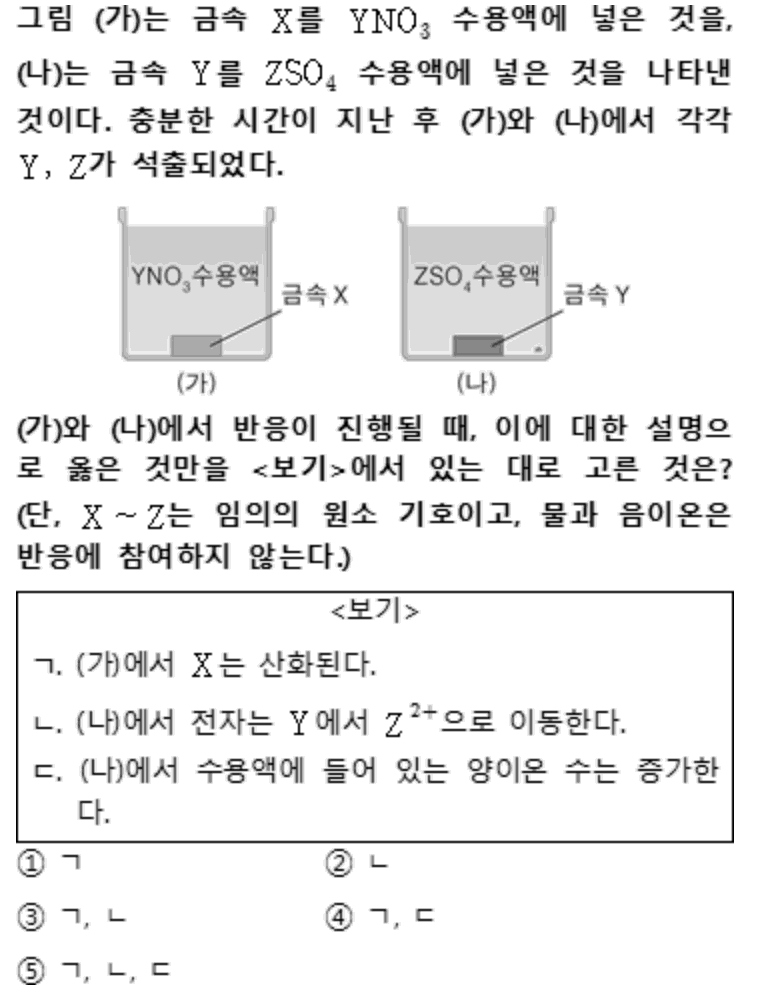 그림 (가)는 금속 X를 YNO₃ 수용액에 넣은 것을,
(나)는 금속 Y를 ZSO₄ 수용액에 넣은 것을 나타낸
것이다. 충분한 시간이 지난 후 (가)와 (나)에서 각각
Y, Z가 석출되었다.
YNO₃수용액
금속 X
(가)
ZSO₄수용액
금속 Y
(나)
(가)와 (나)에서 반응이 진행될 때, 이에 대한 설명으
로 옳은 것만을 <보기>에서 있는 대로 고른 것은?
(단, X ~ Z는 임의의 원소 기호이고, 물과 음이온은
반응에 참여하지 않는다.)
<보기>
ㄱ. (가)에서 X는 산화된다.
ㄴ. (나)에서 전자는 Y에서 Z²⁺으로 이동한다.
ㄷ. (나)에서 수용액에 들어 있는 양이온 수는 증가한
다.
① ㄱ ② ㄴ
③ ㄱ, ㄴ ④ ㄱ, ㄷ
⑤ ㄱ, ㄴ, ㄷ